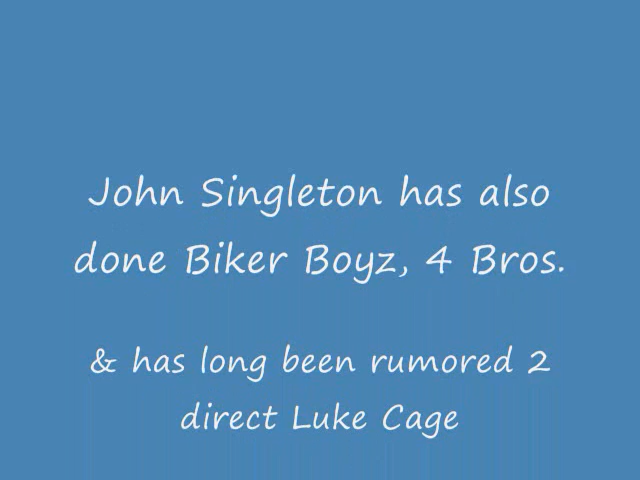 John Singleton has also
done Biker Boyz, 4 Bros.
& has long been rumored 2
direct Luke Cage